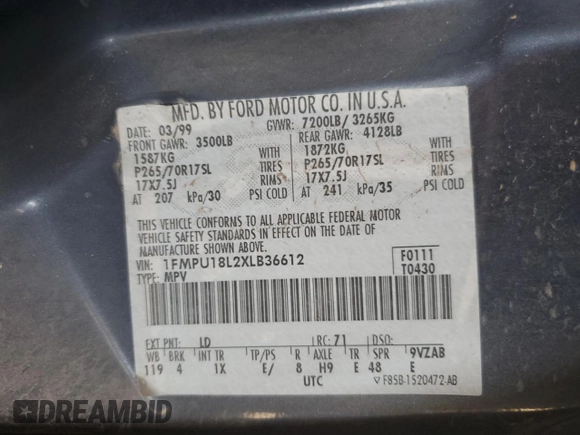 MFD. BY FORD MOTOR CO. IN U.S.A.
DATE: 03/99 GVWR: 7200LB/ 3265KG
FRONT GAWR: 3500LB REAR GAWR: 4128LB
1587KG WITH 1872KG WITH
P265/70R17SL TIRES P265/70R17SL TIRES
17X7.5J RIMS 17X7.5J RIMS
AT 207 kPa/30 PSI COLD AT 241 kPa/35 PSI COLD
THIS VEHICLE CONFORMS TO ALL APPLICABLE FEDERAL MOTOR
VEHICLE SAFETY STANDARDS IN EFFECT ON THE DATE OF
MANUFACTURE SHOWN ABOVE.
VIN: 1FMPU18L2XLB36612 F0111
TYPE: MPV T0430
EXT PNT: LD RC: 71 DSO:
WB BRK INT TR TP/PS R AXLE TR SPR 9VZAB
119 4 1X E/ 8 H9 E 48 E
UTC F85B-1520472-AB
DREAMBID